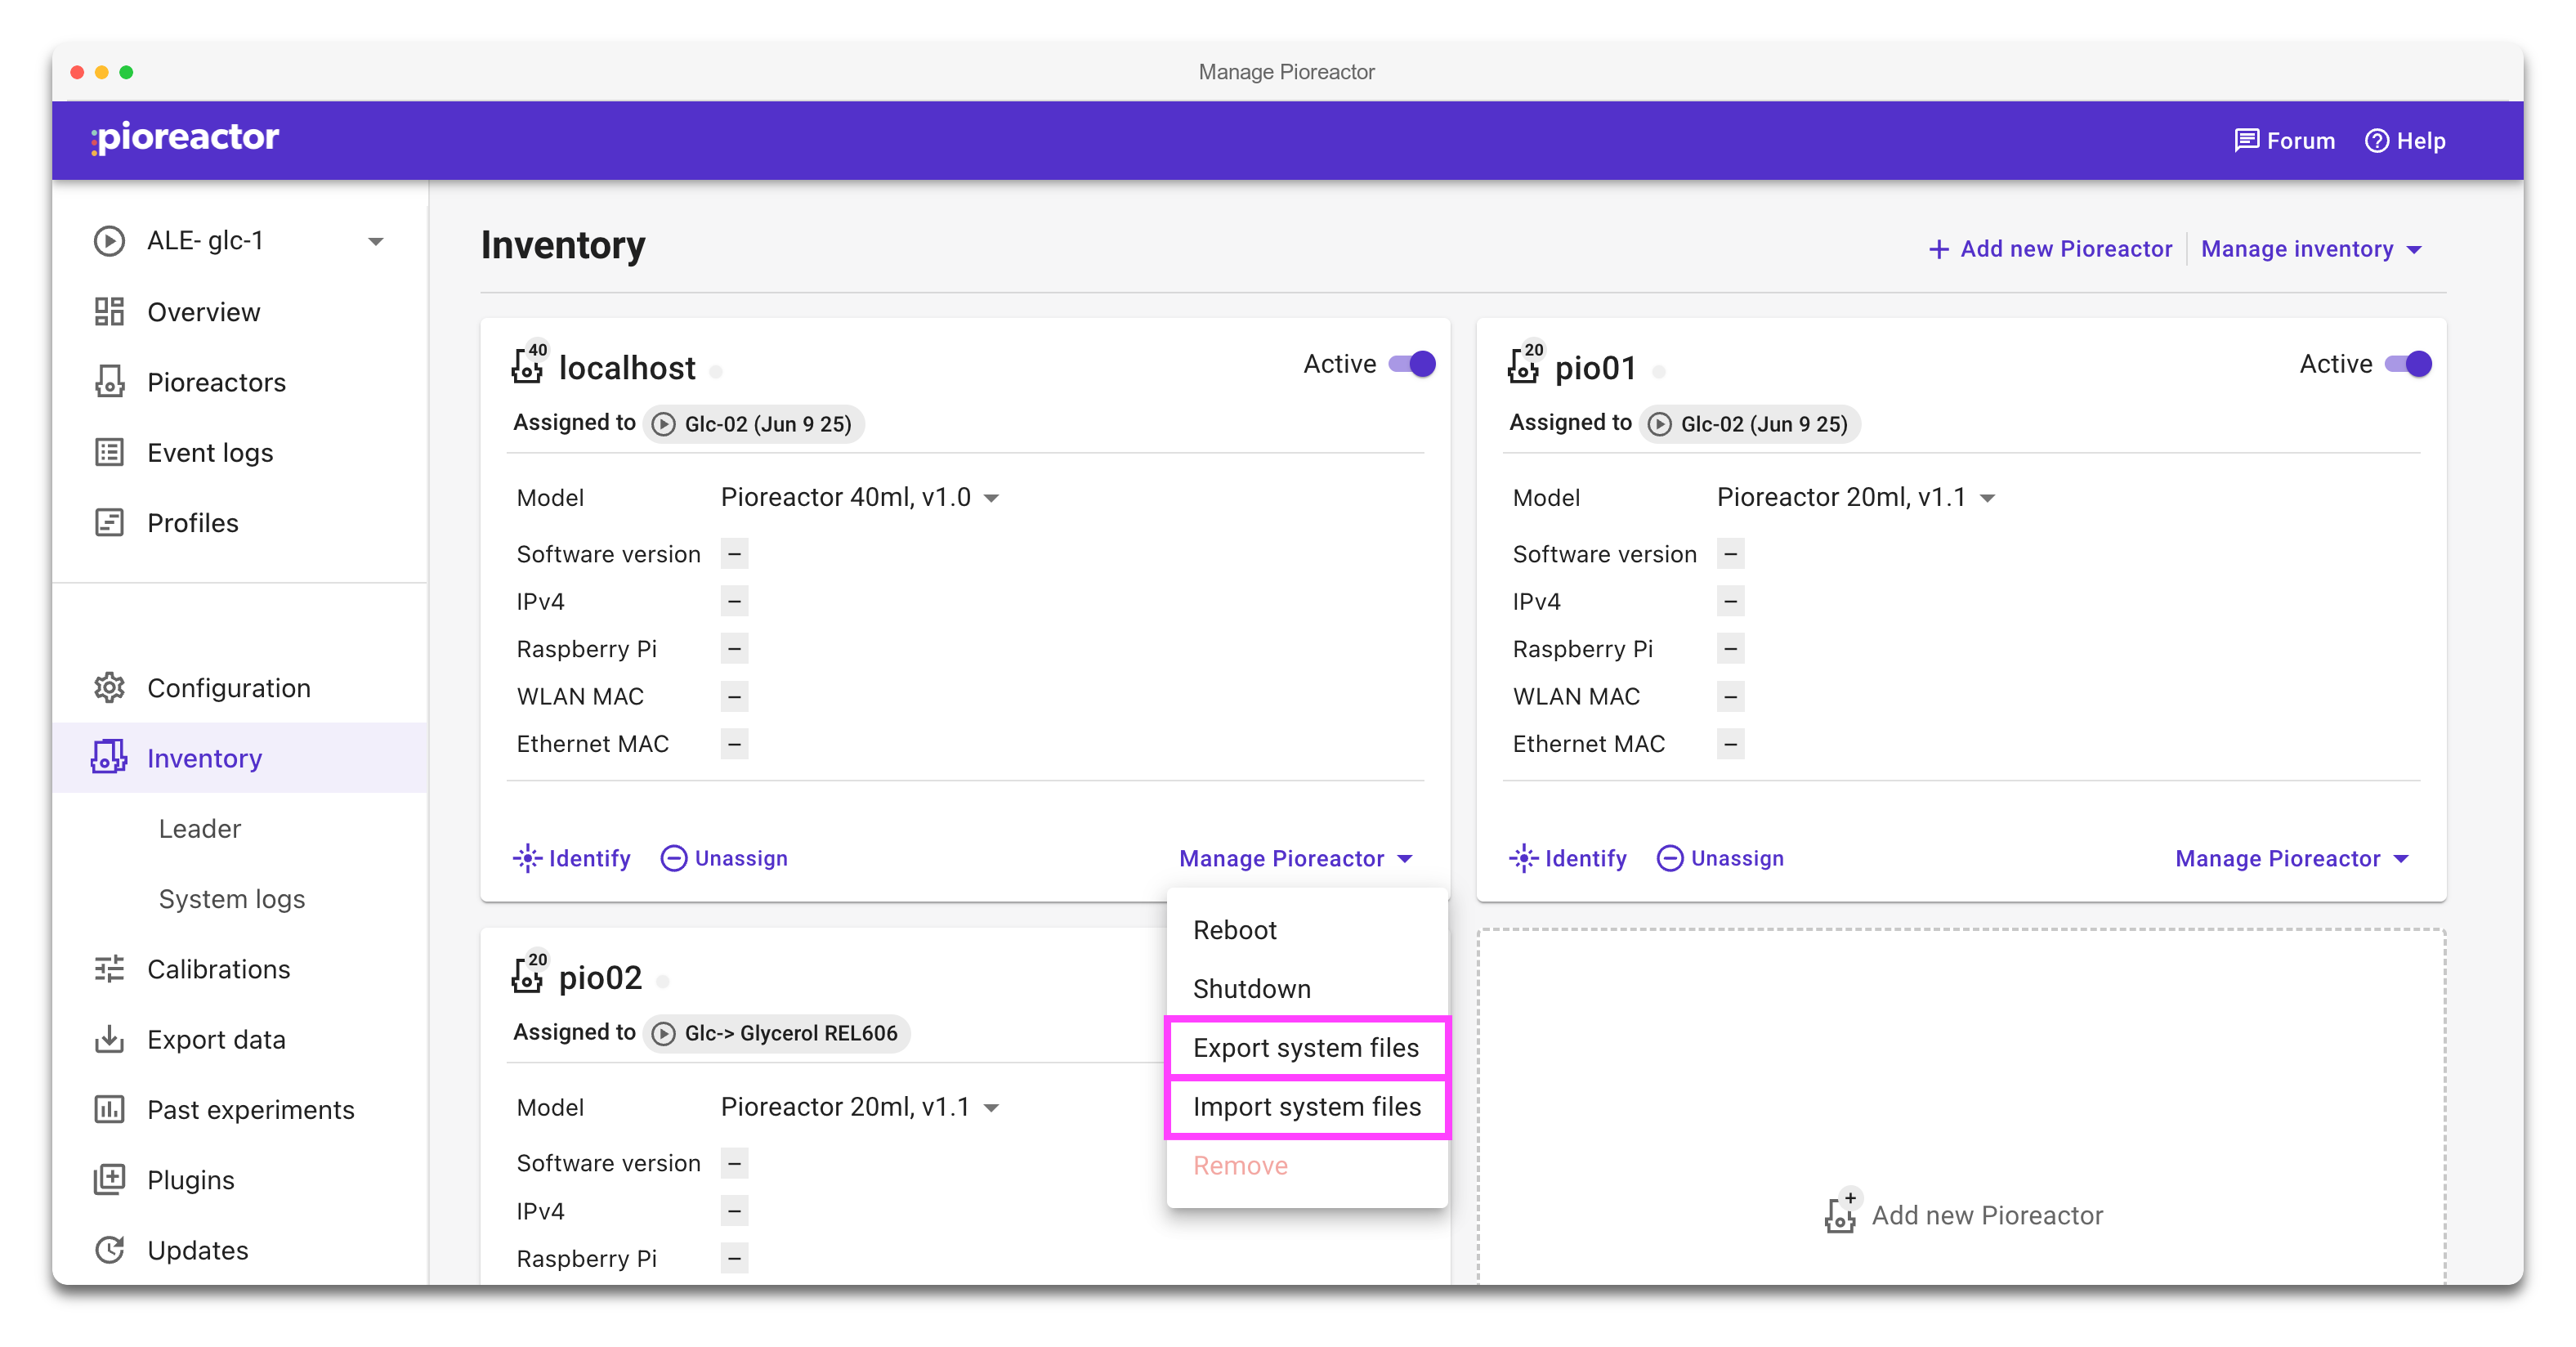 Manage Pioreactor
pioreactor
Forum
Help
ALE- glc-1
Overview
Pioreactors
Event logs
Profiles
Configuration
Inventory
Leader
System logs
Calibrations
Export data
Past experiments
Plugins
Updates
Inventory
+ Add new Pioreactor
Manage inventory
40
localhost
Active
Assigned to
Glc-02 (Jun 9 25)
Model Pioreactor 40ml, v1.0
Software version –
IPv4 –
Raspberry Pi –
WLAN MAC –
Ethernet MAC –
Identify
Unassign
Manage Pioreactor
20
pio01
Active
Assigned to
Glc-02 (Jun 9 25)
Model Pioreactor 20ml, v1.1
Software version –
IPv4 –
Raspberry Pi –
WLAN MAC –
Ethernet MAC –
Identify
Unassign
Manage Pioreactor
Reboot
Shutdown
Export system files
Import system files
Remove
20
pio02
Assigned to
Glc-> Glycerol REL606
Model Pioreactor 20ml, v1.1
Software version –
IPv4 –
Raspberry Pi –
+
Add new Pioreactor